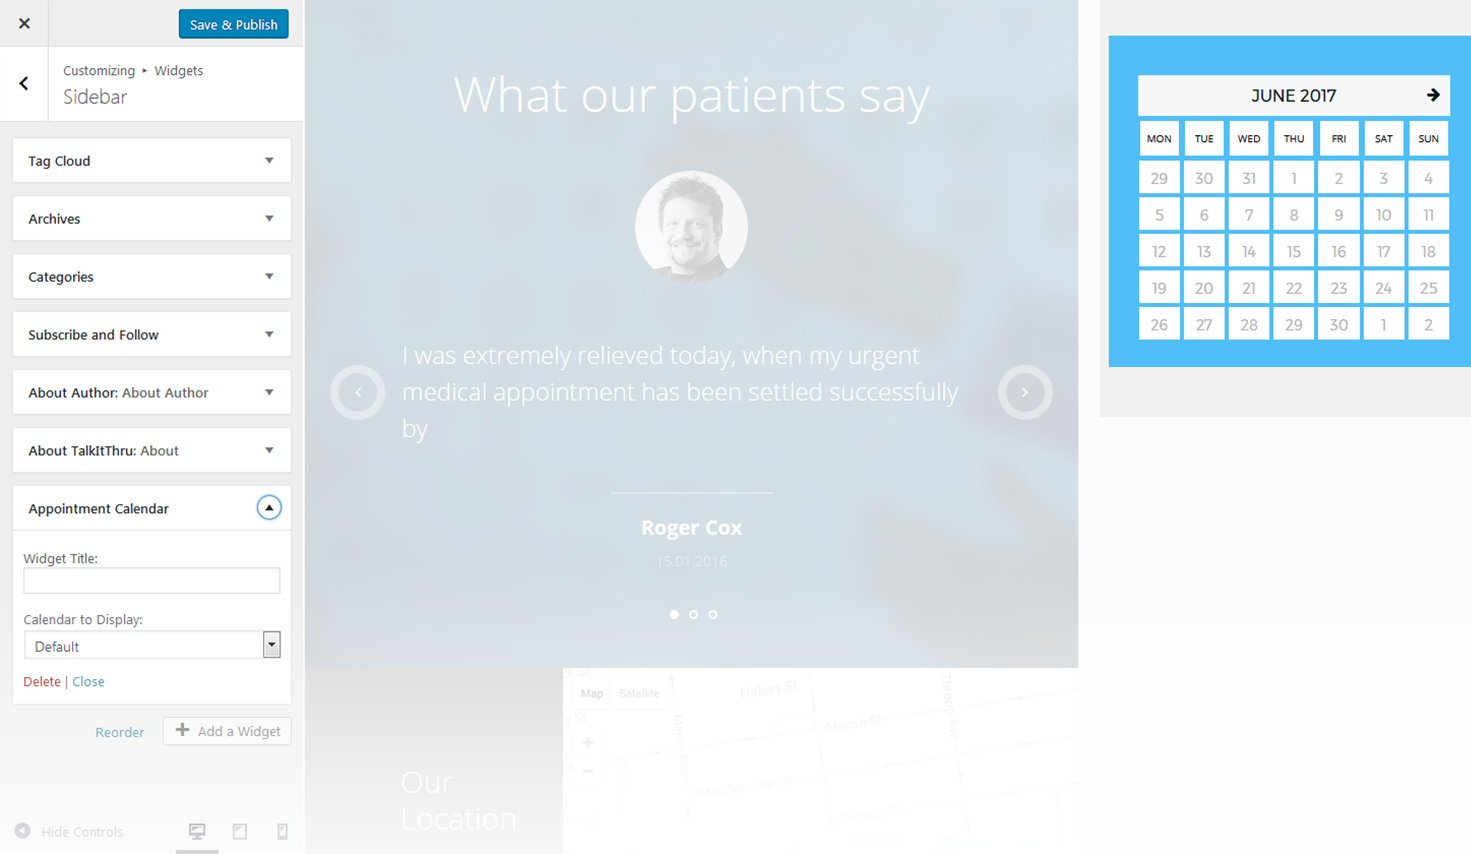 Save & Publish
Customizing ▸ Widgets
Sidebar
Tag Cloud
Archives
Categories
Subscribe and Follow
About Author: About Author
About TalkItThru: About
Appointment Calendar
Widget Title:
Calendar to Display:
Default
Delete | Close
Reorder
Add a Widget
Hide Controls
What our patients say
I was extremely relieved today, when my urgent
medical appointment has been settled successfully
by
Roger Cox
15.01.2016
Our
Location
Map Satellite
Halsey St
Macon St
MacDonough St
Marcy Ave
Throop Ave
JUNE 2017
MON TUE WED THU FRI SAT SUN
29 30 31 1 2 3 4
5 6 7 8 9 10 11
12 13 14 15 16 17 18
19 20 21 22 23 24 25
26 27 28 29 30 1 2